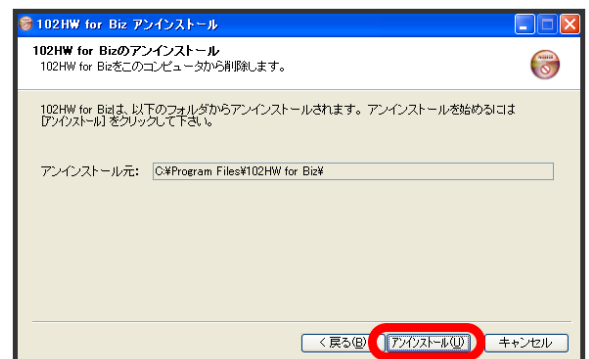 102HW for Biz アンインストール
102HW for Bizのアンインストール
102HW for Bizをこのコンピュータから削除します。
102HW for Bizは、以下のフォルダからアンインストールされます。アンインストールを始めるには
[アンインストール] をクリックして下さい。
アンインストール元: C:¥Program Files¥102HW for Biz¥
< 戻る(B) アンインストール(U) キャンセル